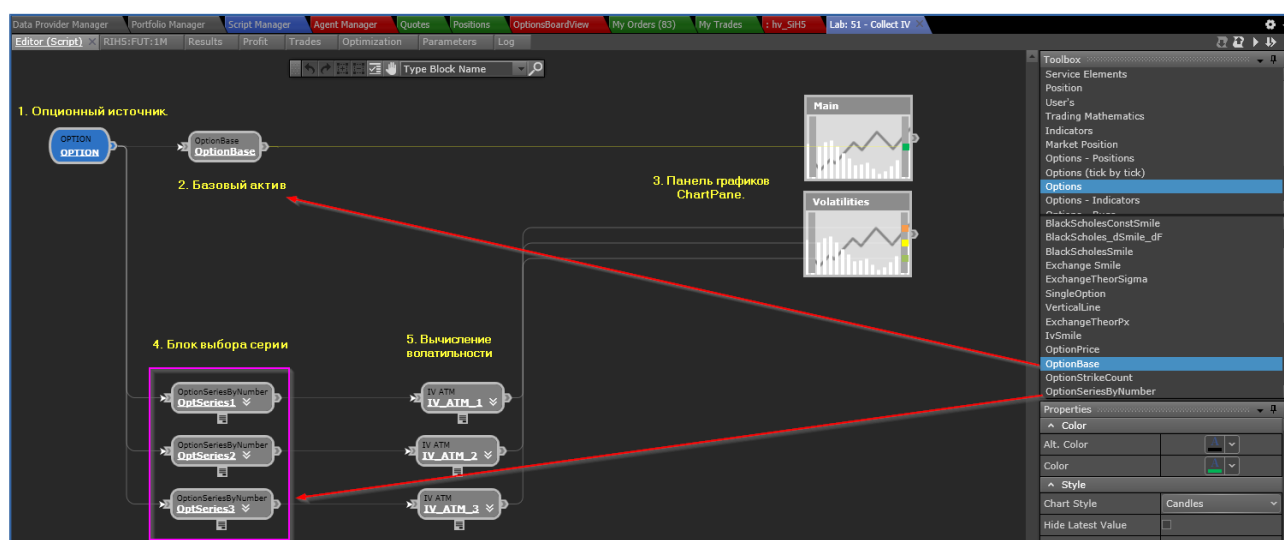 Data Provider Manager Portfolio Manager Script Manager Agent Manager Quotes Positions OptionsBoardView My Orders (83) My Trades : hv_SiH5 Lab: 51 - Collect IV
Editor (Script) RIH5:FUT:1M Results Profit Trades Optimization Parameters Log
Type Block Name
1. Опционный источник.
OPTION
OPTION
OptionBase
OptionBase
2. Базовый актив
3. Панель графиков
ChartPane.
Main
Volatilities
4. Блок выбора серии
5. Вычисление
волатильности
OptionSeriesByNumber
OptSeries1
IV ATM
IV_ATM_1
OptionSeriesByNumber
OptSeries2
IV ATM
IV_ATM_2
OptionSeriesByNumber
OptSeries3
IV ATM
IV_ATM_3
Toolbox
Service Elements
Position
User's
Trading Mathematics
Indicators
Market Position
Options - Positions
Options (tick by tick)
Options
Options - Indicators
BlackScholesConstSmile
BlackScholes_dSmile_dF
BlackScholesSmile
Exchange Smile
ExchangeTheorSigma
SingleOption
VerticalLine
ExchangeTheorPx
IvSmile
OptionPrice
OptionBase
OptionStrikeCount
OptionSeriesByNumber
Properties
Color
Alt. Color
Color
Style
Chart Style Candles
Hide Latest Value